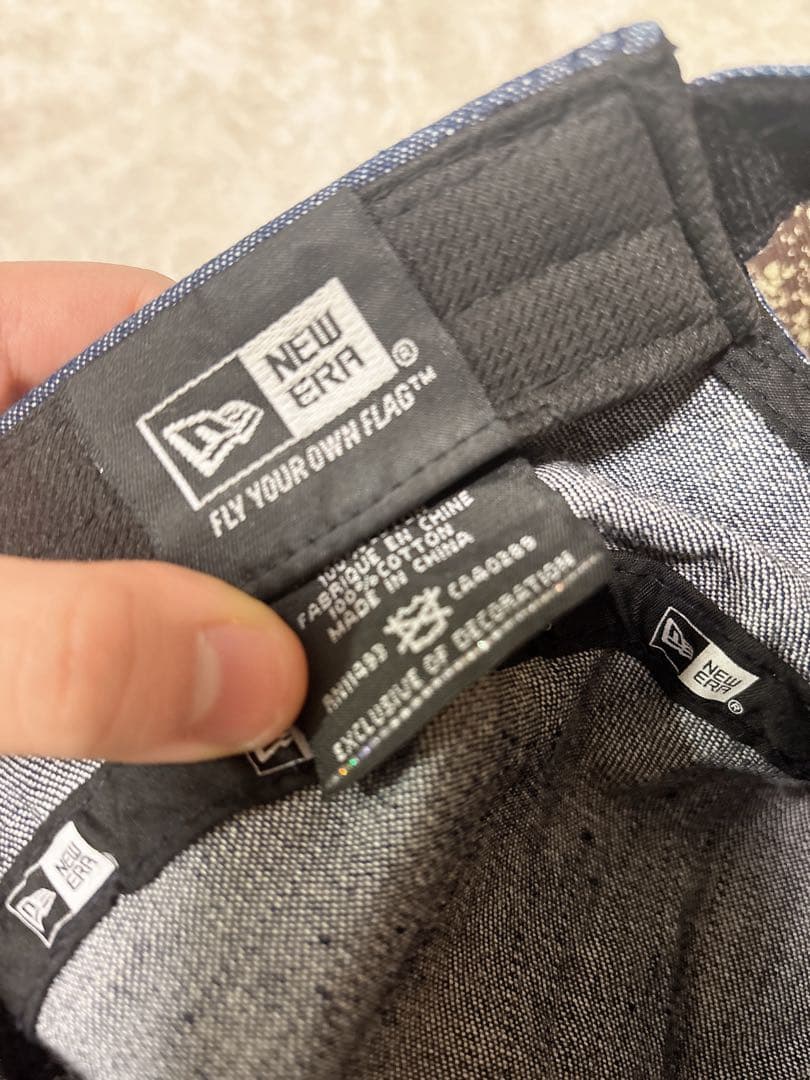 NEW
ERA®
FLY YOUR OWN FLAG™
FABRIQUE EN CHINE
100% COTTON
MADE IN CHINA
CAA0289
EXCLUSIVE OF DECORATION
NEW
ERA
NEW
ERA®